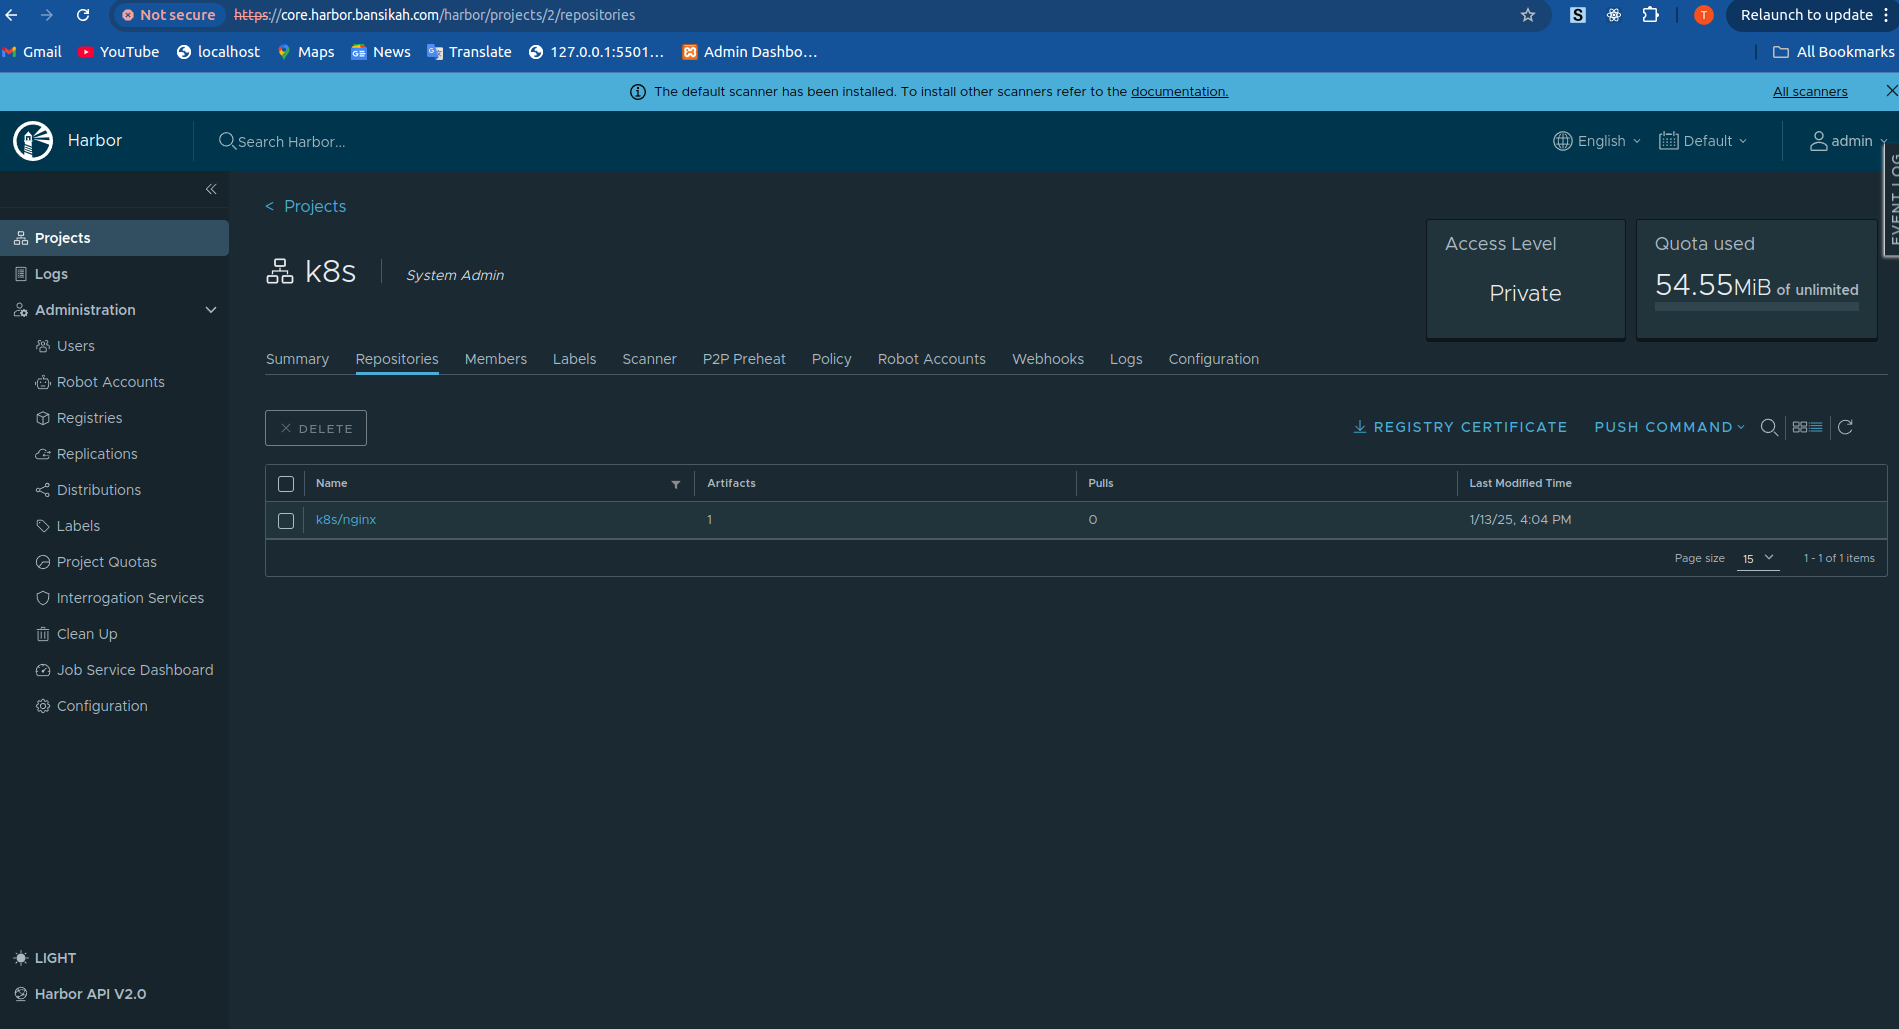 Not secure https://core.harbor.bansikah.com/harbor/projects/2/repositories S T Relaunch to update
Gmail YouTube localhost Maps News Translate 127.0.0.1:5501... Admin Dashbo... All Bookmarks
The default scanner has been installed. To install other scanners refer to the documentation. All scanners
Harbor Search Harbor... English Default admin
EVENT LOG
< Projects
Projects
Logs
Administration
Users
Robot Accounts
Registries
Replications
Distributions
Labels
Project Quotas
Interrogation Services
Clean Up
Job Service Dashboard
Configuration
LIGHT
Harbor API V2.0
k8s System Admin
Access Level
Private
Quota used
54.55MiB of unlimited
Summary Repositories Members Labels Scanner P2P Preheat Policy Robot Accounts Webhooks Logs Configuration
DELETE REGISTRY CERTIFICATE PUSH COMMAND
Name Artifacts Pulls Last Modified Time
k8s/nginx 1 0 1/13/25, 4:04 PM
Page size 15 1 - 1 of 1 items